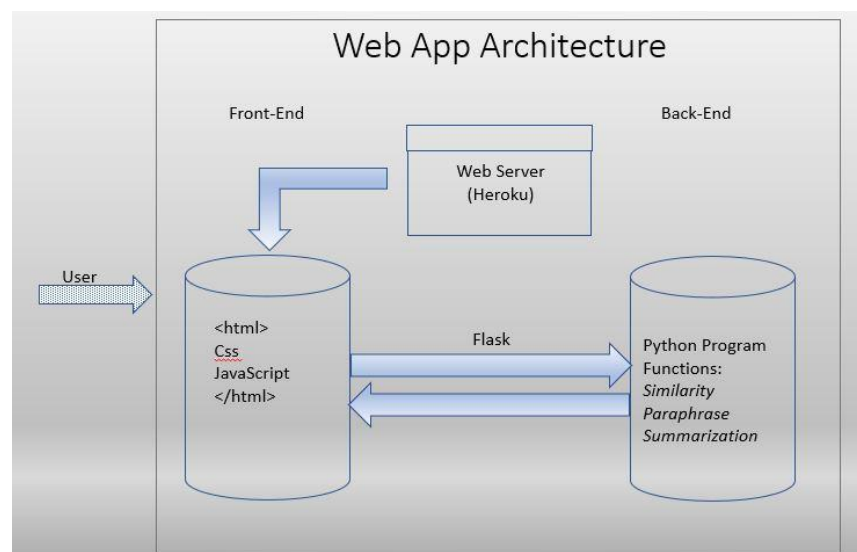 Web App Architecture
Front-End
Back-End
Web Server
(Heroku)
User
<html>
Css
JavaScript
</html>
Flask
Python Program
Functions:
Similarity
Paraphrase
Summarization